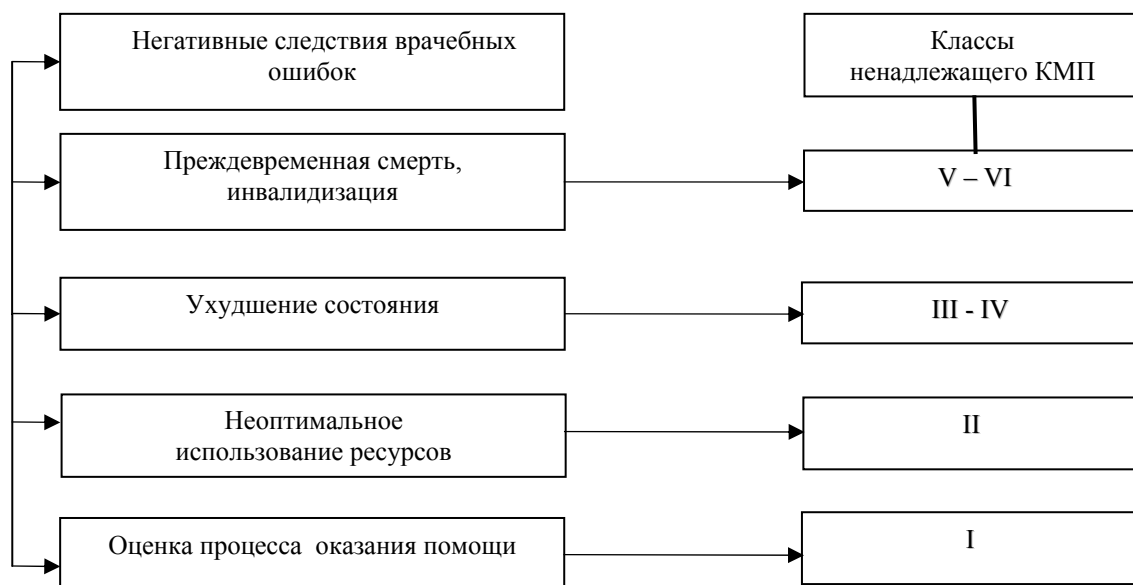 Негативные следствия врачебных
ошибок
Классы
ненадлежащего КМП
Преждевременная смерть,
инвалидизация
V – VI
Ухудшение состояния
III - IV
Неоптимальное
использование ресурсов
II
Оценка процесса оказания помощи
I